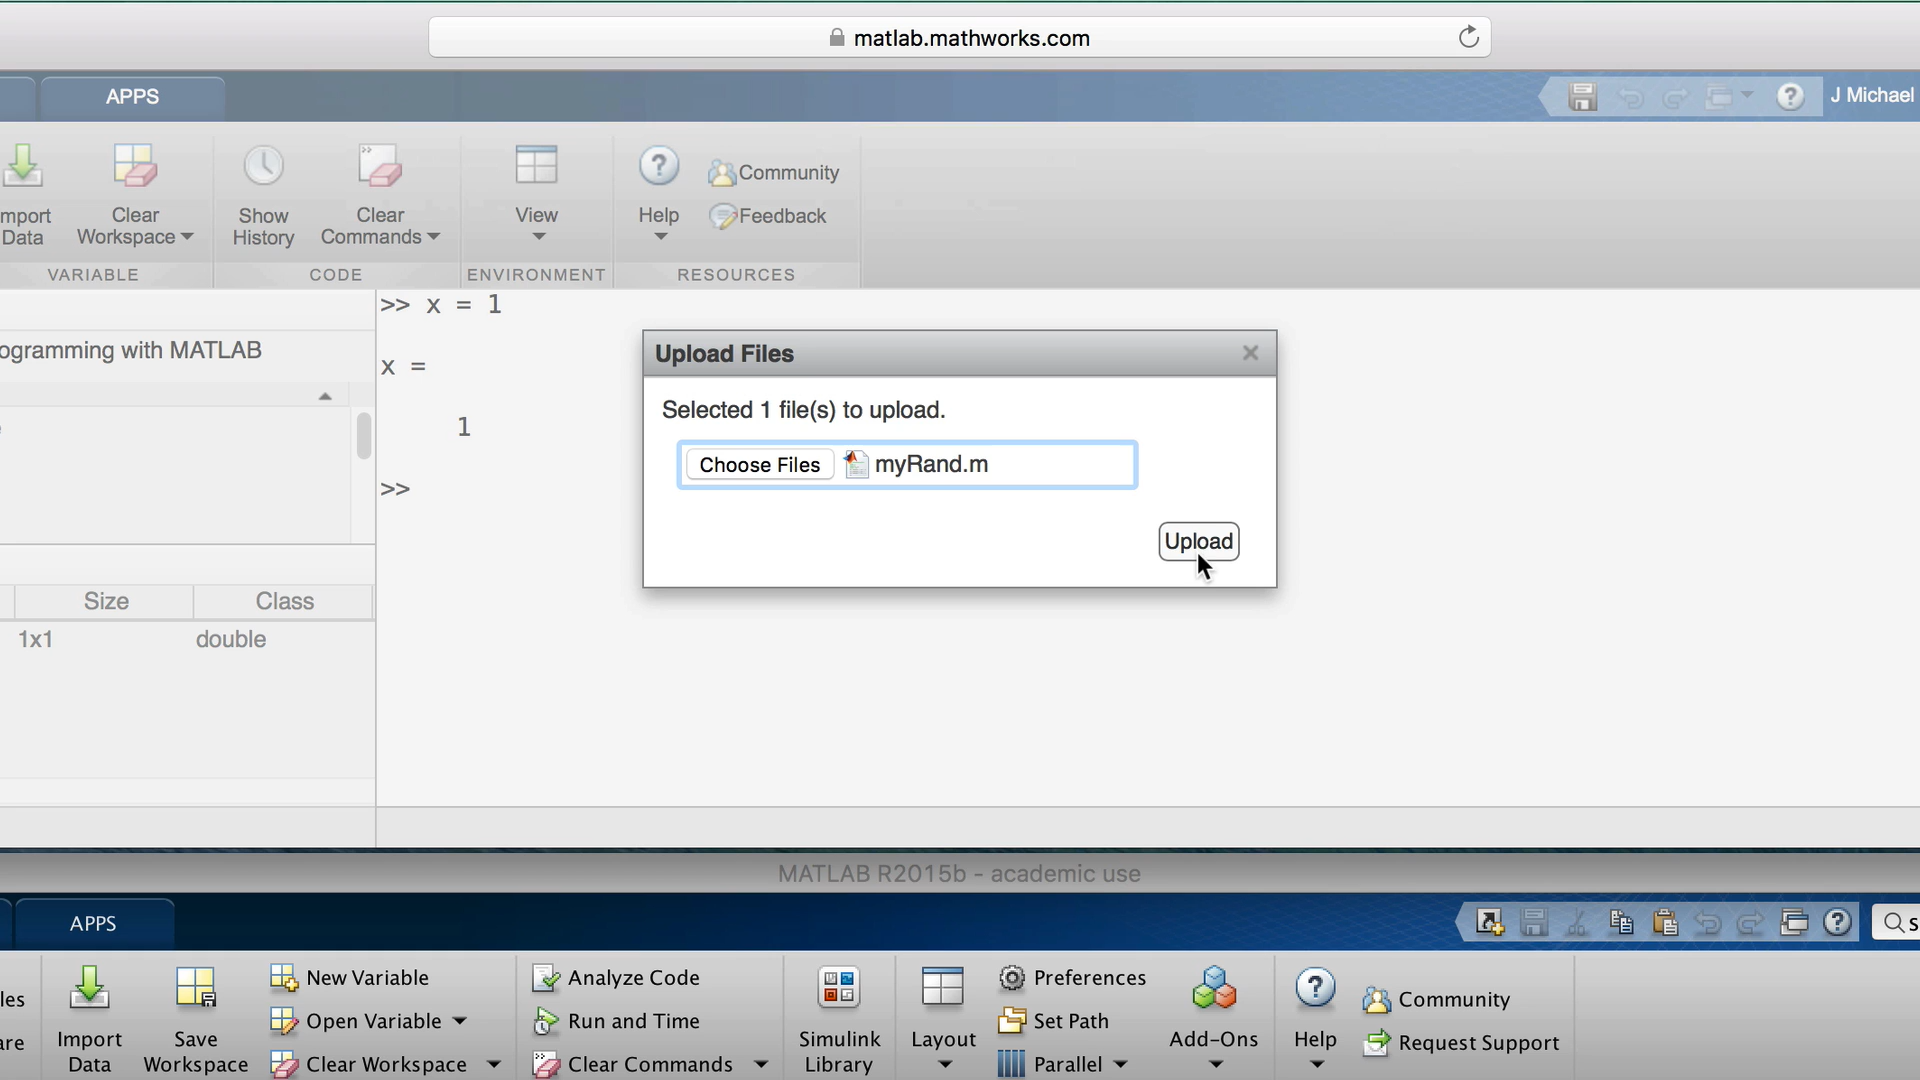 matlab.mathworks.com
APPS
J Michael
mport
Data
Clear
Workspace
Show
History
Clear
Commands
View
Help
Community
Feedback
VARIABLE
CODE
ENVIRONMENT
RESOURCES
ogramming with MATLAB
Size
Class
1x1
double
>> x = 1
x =
1
>>
Upload Files
Selected 1 file(s) to upload.
Choose Files myRand.m
Upload
MATLAB R2015b - academic use
APPS
les
are
Import
Data
Save
Workspace
New Variable
Open Variable
Clear Workspace
Analyze Code
Run and Time
Clear Commands
Simulink
Library
Layout
Preferences
Set Path
Parallel
Add-Ons
Help
Community
Request Support